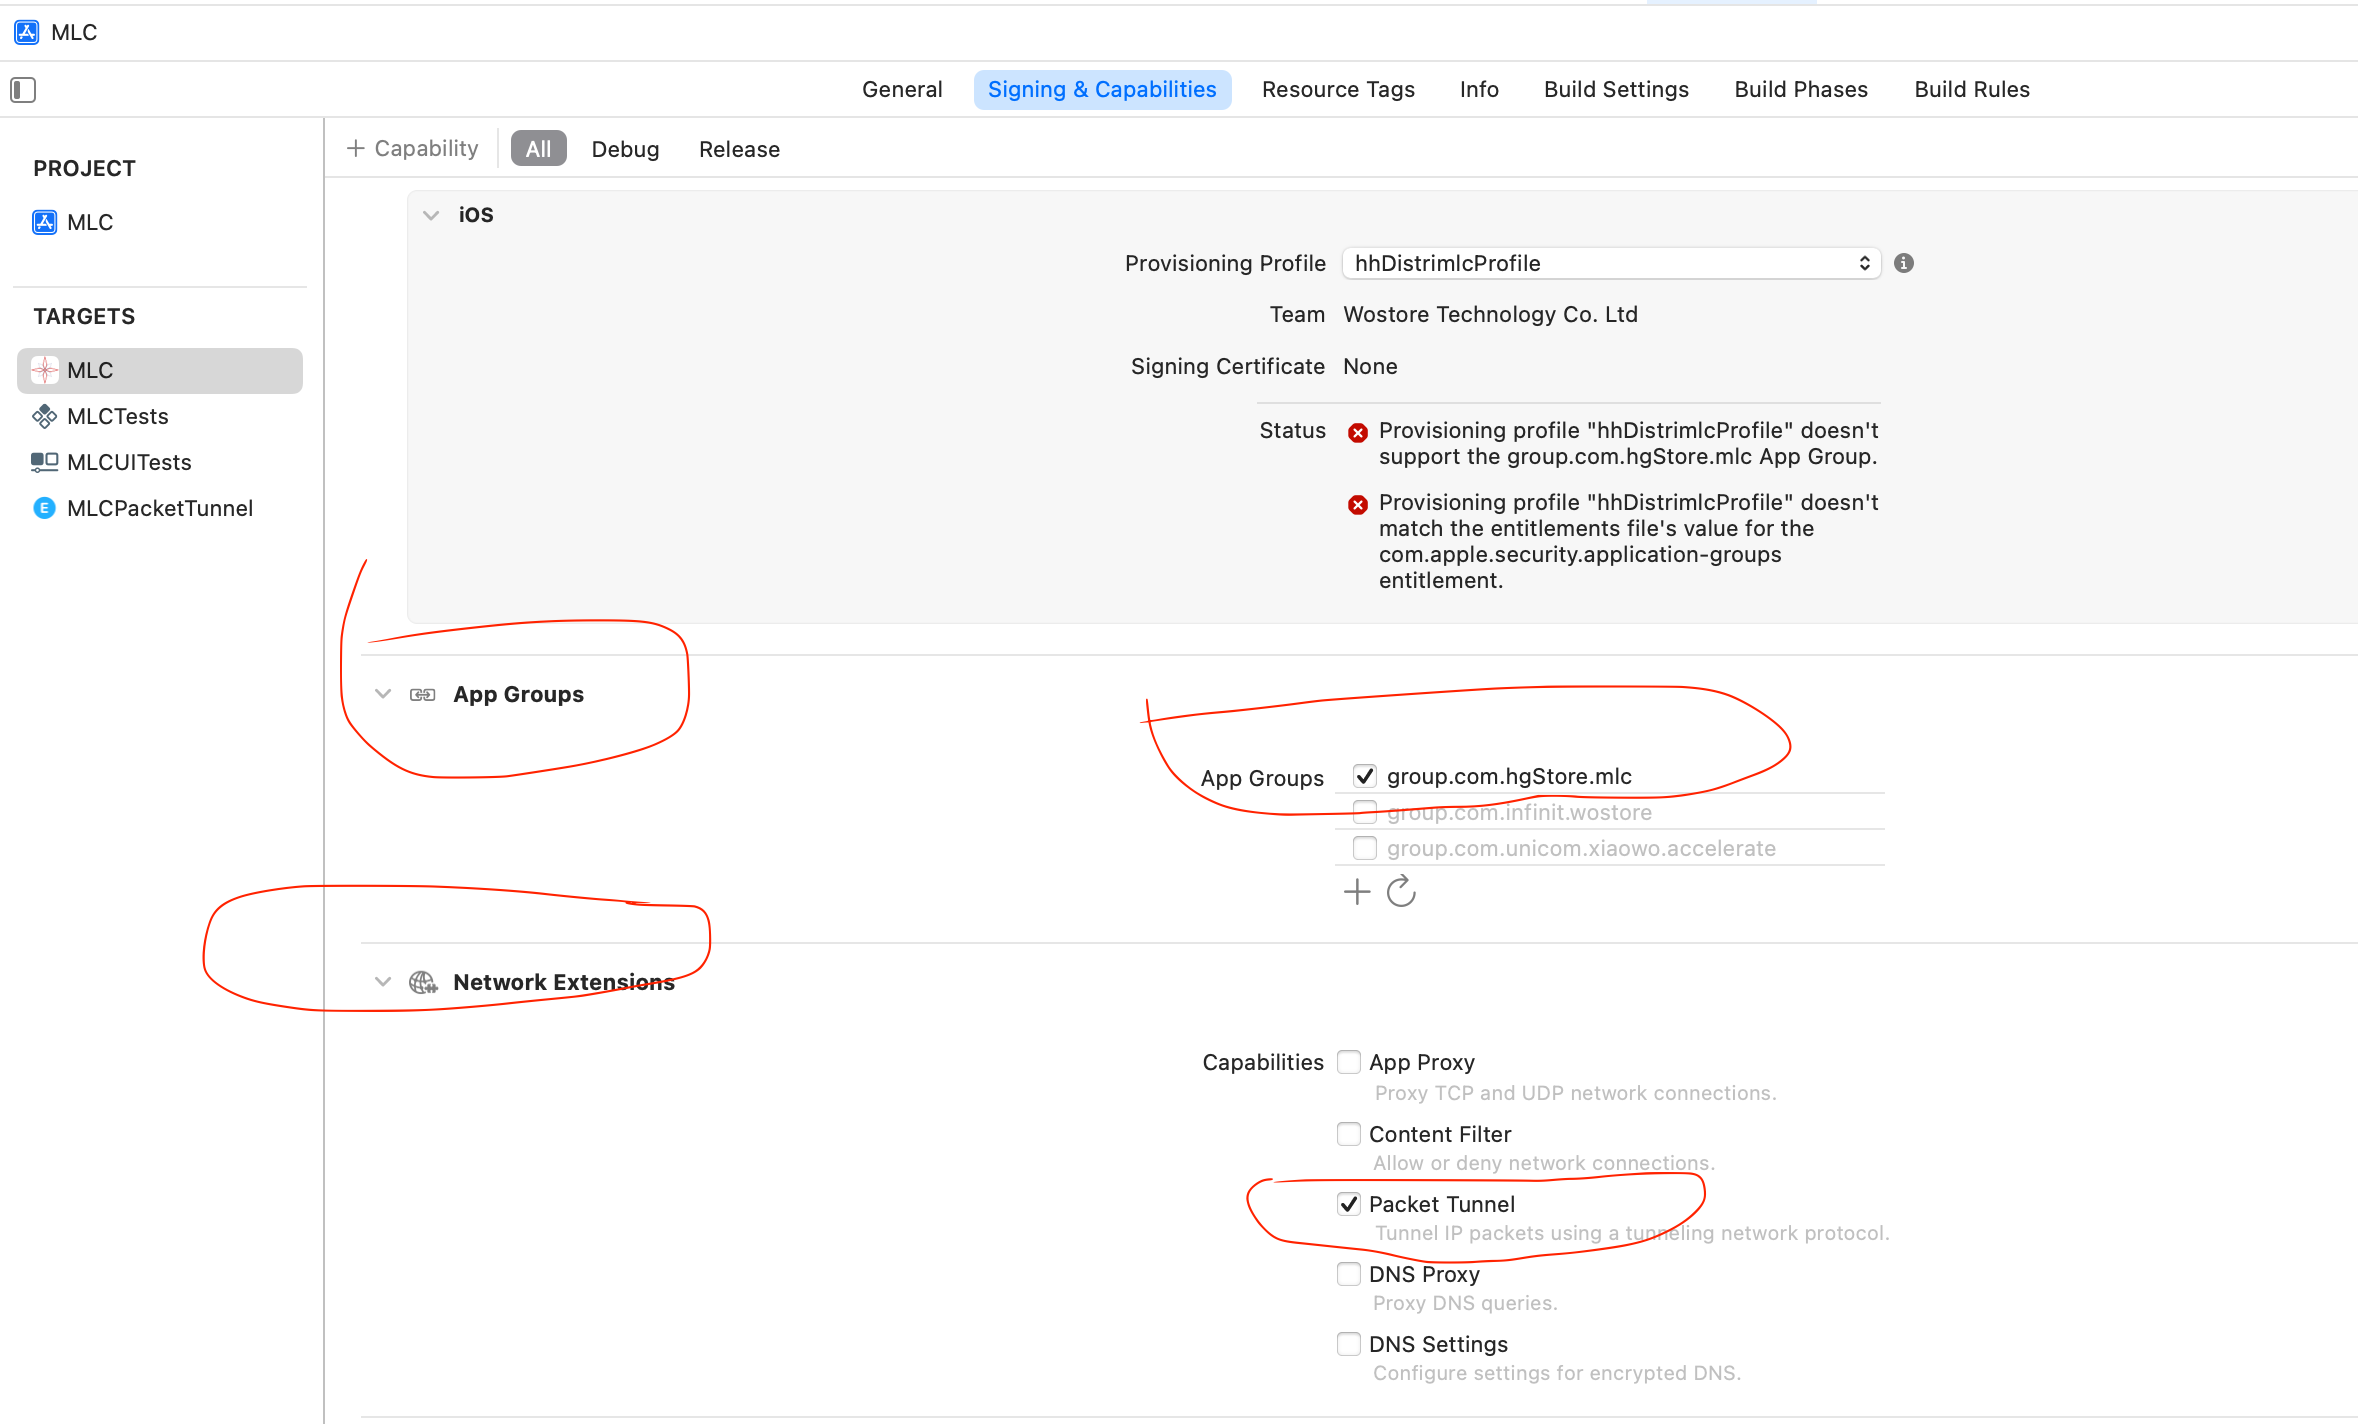 MLC
General
Signing & Capabilities
Resource Tags
Info
Build Settings
Build Phases
Build Rules
+ Capability
All
Debug
Release
PROJECT
MLC
TARGETS
MLC
MLCTests
MLCUITests
MLCPacketTunnel
iOS
Provisioning Profile
hhDistrimlcProfile
Team
Wostore Technology Co. Ltd
Signing Certificate
None
Status
Provisioning profile "hhDistrimlcProfile" doesn't
support the group.com.hgStore.mlc App Group.
Provisioning profile "hhDistrimlcProfile" doesn't
match the entitlements file's value for the
com.apple.security.application-groups
entitlement.
App Groups
App Groups
group.com.hgStore.mlc
group.com.infinit.wostore
group.com.unicom.xiaowo.accelerate
Network Extensions
Capabilities
App Proxy
Proxy TCP and UDP network connections.
Content Filter
Allow or deny network connections.
Packet Tunnel
Tunnel IP packets using a tunneling network protocol.
DNS Proxy
Proxy DNS queries.
DNS Settings
Configure settings for encrypted DNS.